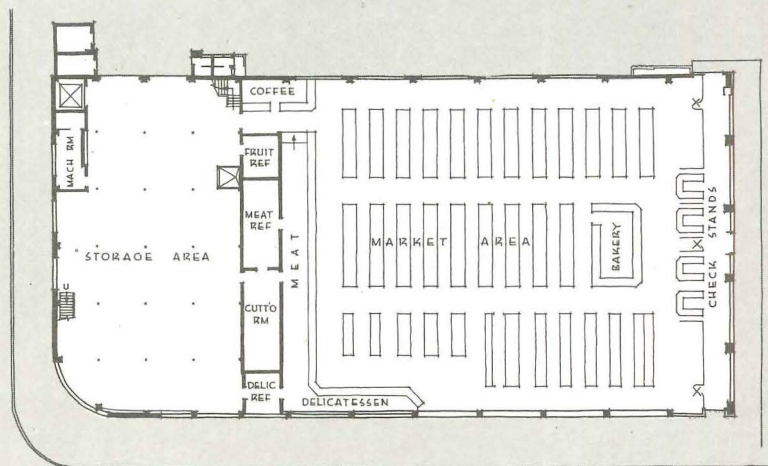 COFFEE
MACH RM
FRUIT
REF
MEAT
REF
STORAGE AREA
MEAT
MARKET AREA
BAKERY
CHECK STANDS
CUTT'G
RM
DELIC
REF
DELICATESSEN